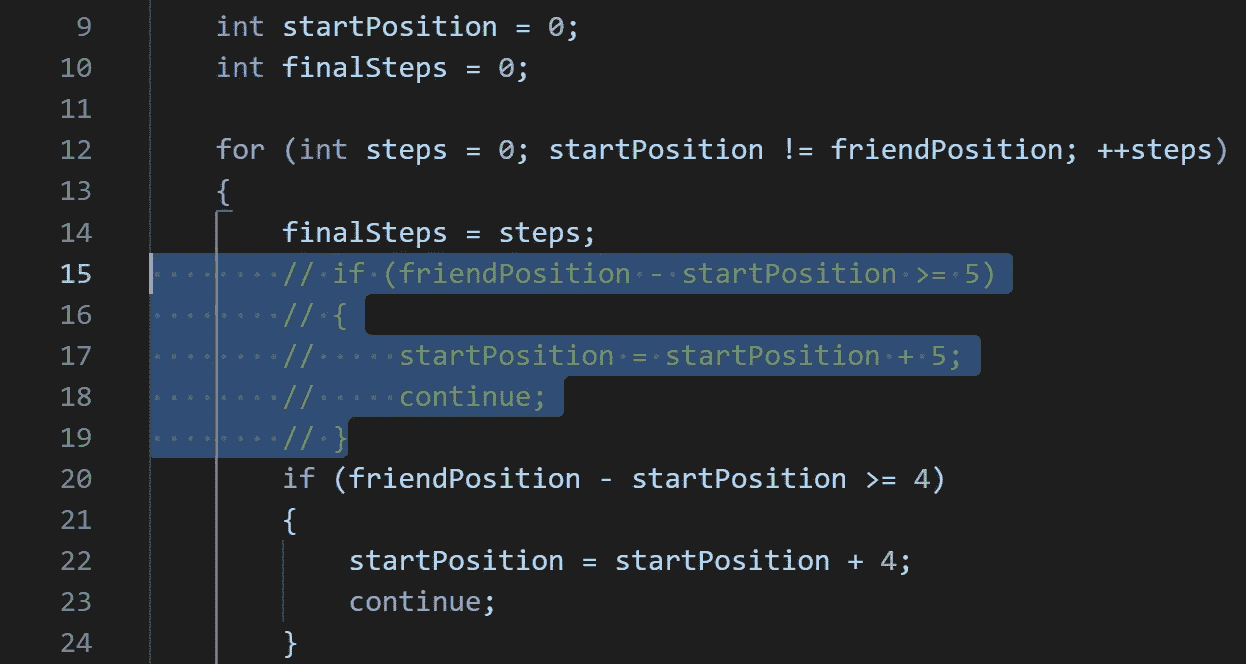 9 int startPosition = 0;
10 int finalSteps = 0;
11
12 for (int steps = 0; startPosition != friendPosition; ++steps)
13 {
14 finalSteps = steps;
15 // if (friendPosition - startPosition >= 5)
16 // {
17 // startPosition = startPosition + 5;
18 // continue;
19 // }
20 if (friendPosition - startPosition >= 4)
21 {
22 startPosition = startPosition + 4;
23 continue;
24 }